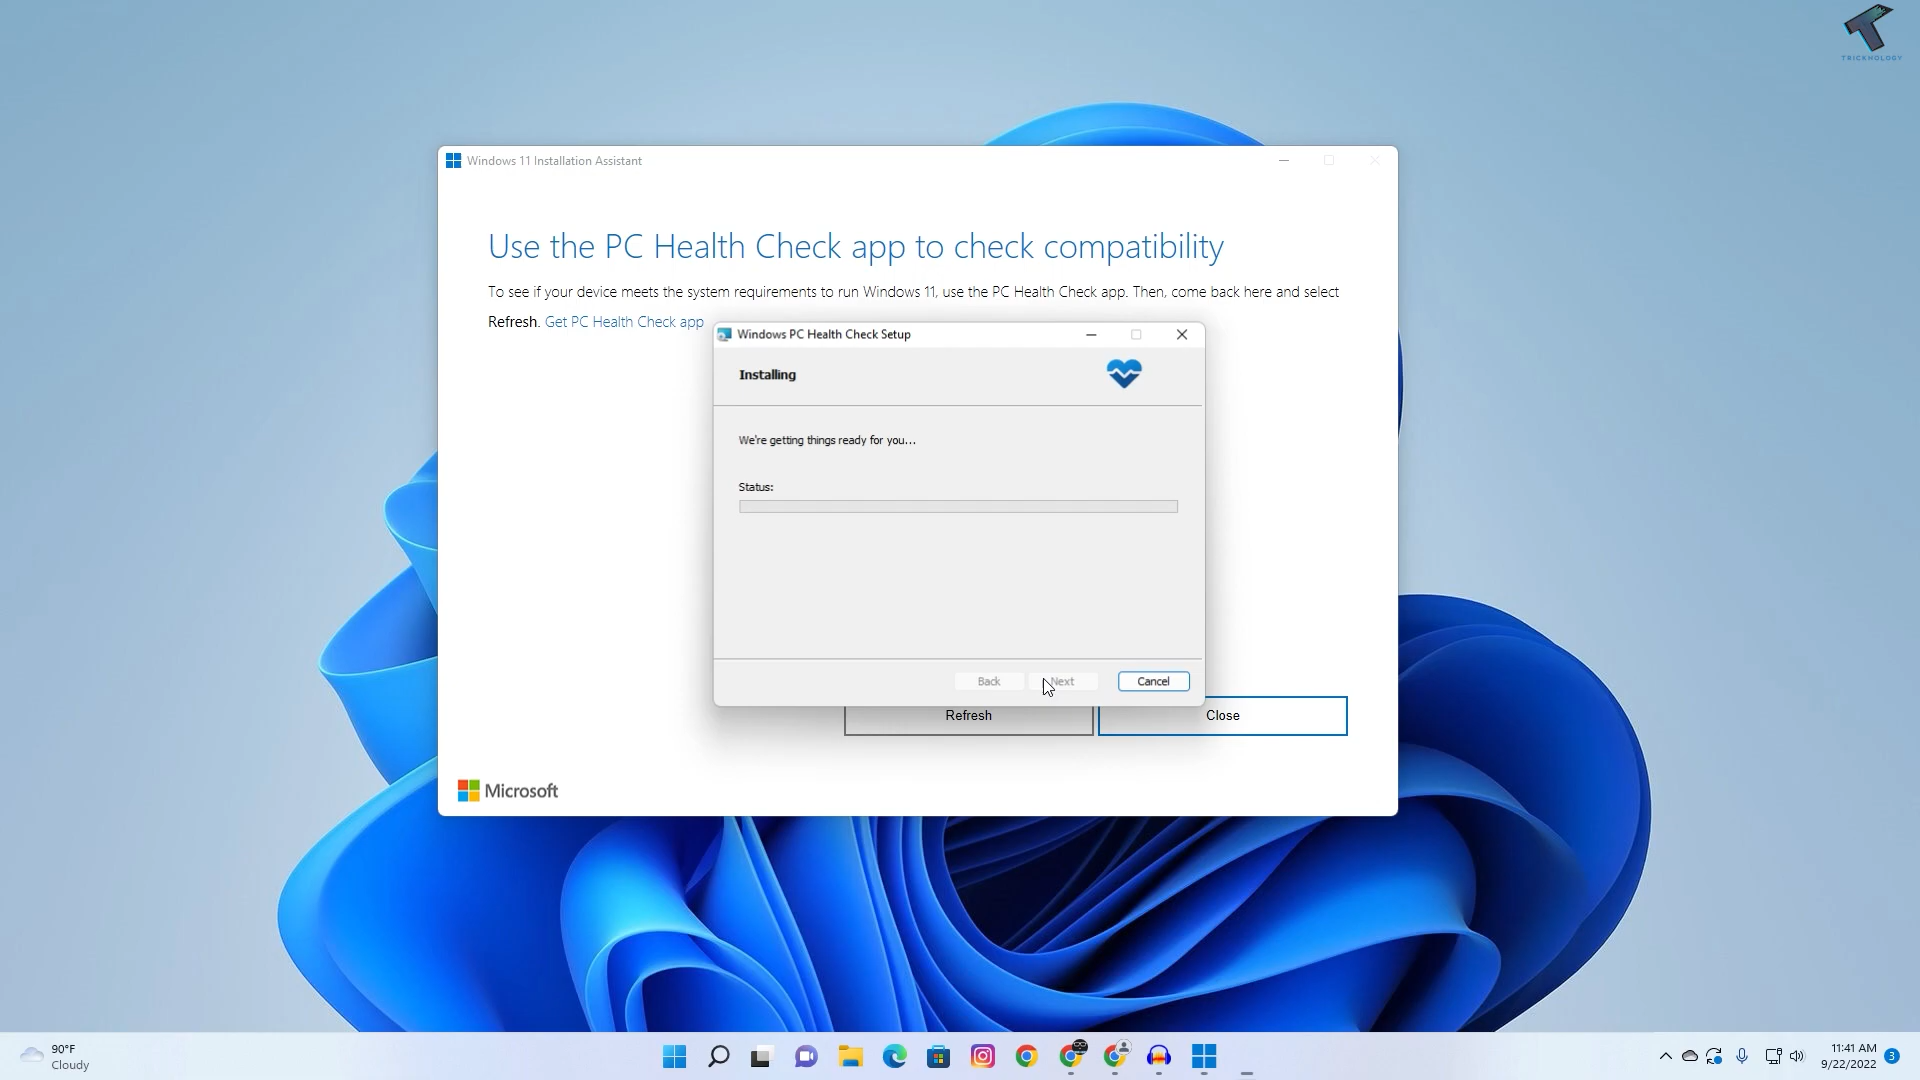 TRICKNOLOGY
Windows 11 Installation Assistant
Use the PC Health Check app to check compatibility
To see if your device meets the system requirements to run Windows 11, use the PC Health Check app. Then, come back here and select
Refresh. Get PC Health Check app
Windows PC Health Check Setup
Installing
We're getting things ready for you...
Status:
Back
Next
Cancel
Refresh
Close
Microsoft
90°F
Cloudy
11:41 AM
9/22/2022
3